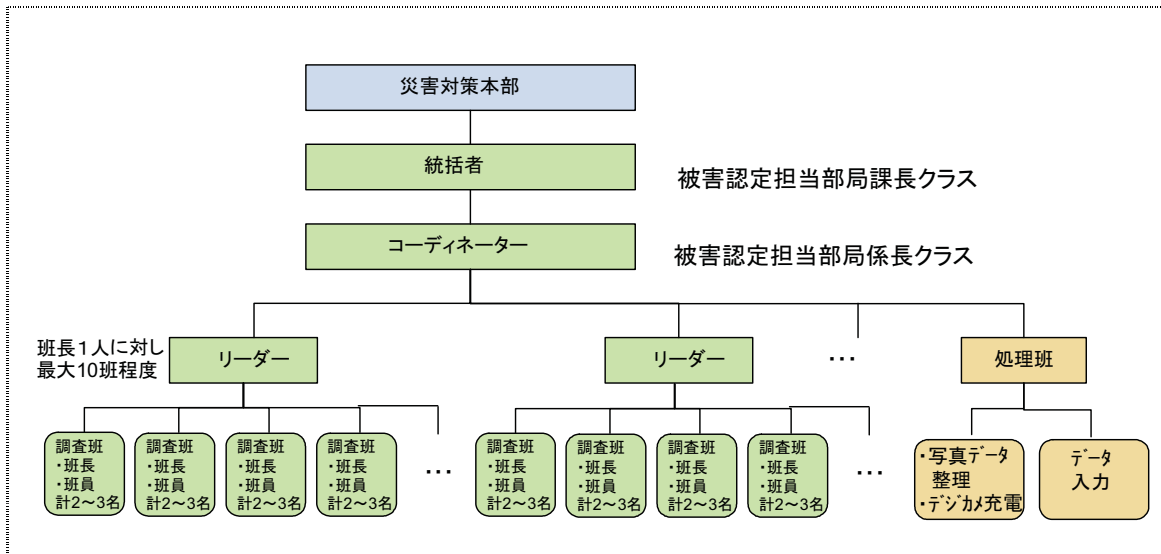 災害対策本部
統括者
被害認定担当部局課長クラス
コーディネーター
被害認定担当部局係長クラス
班長1人に対し
最大10班程度
リーダー
リーダー
…
処理班
調査班
・班長
・班員
計2～3名
調査班
・班長
・班員
計2～3名
調査班
・班長
・班員
計2～3名
調査班
・班長
・班員
計2～3名
…
調査班
・班長
・班員
計2～3名
調査班
・班長
・班員
計2～3名
調査班
・班長
・班員
計2～3名
調査班
・班長
・班員
計2～3名
…
・写真データ
整理
・デジカメ充電
データ
入力